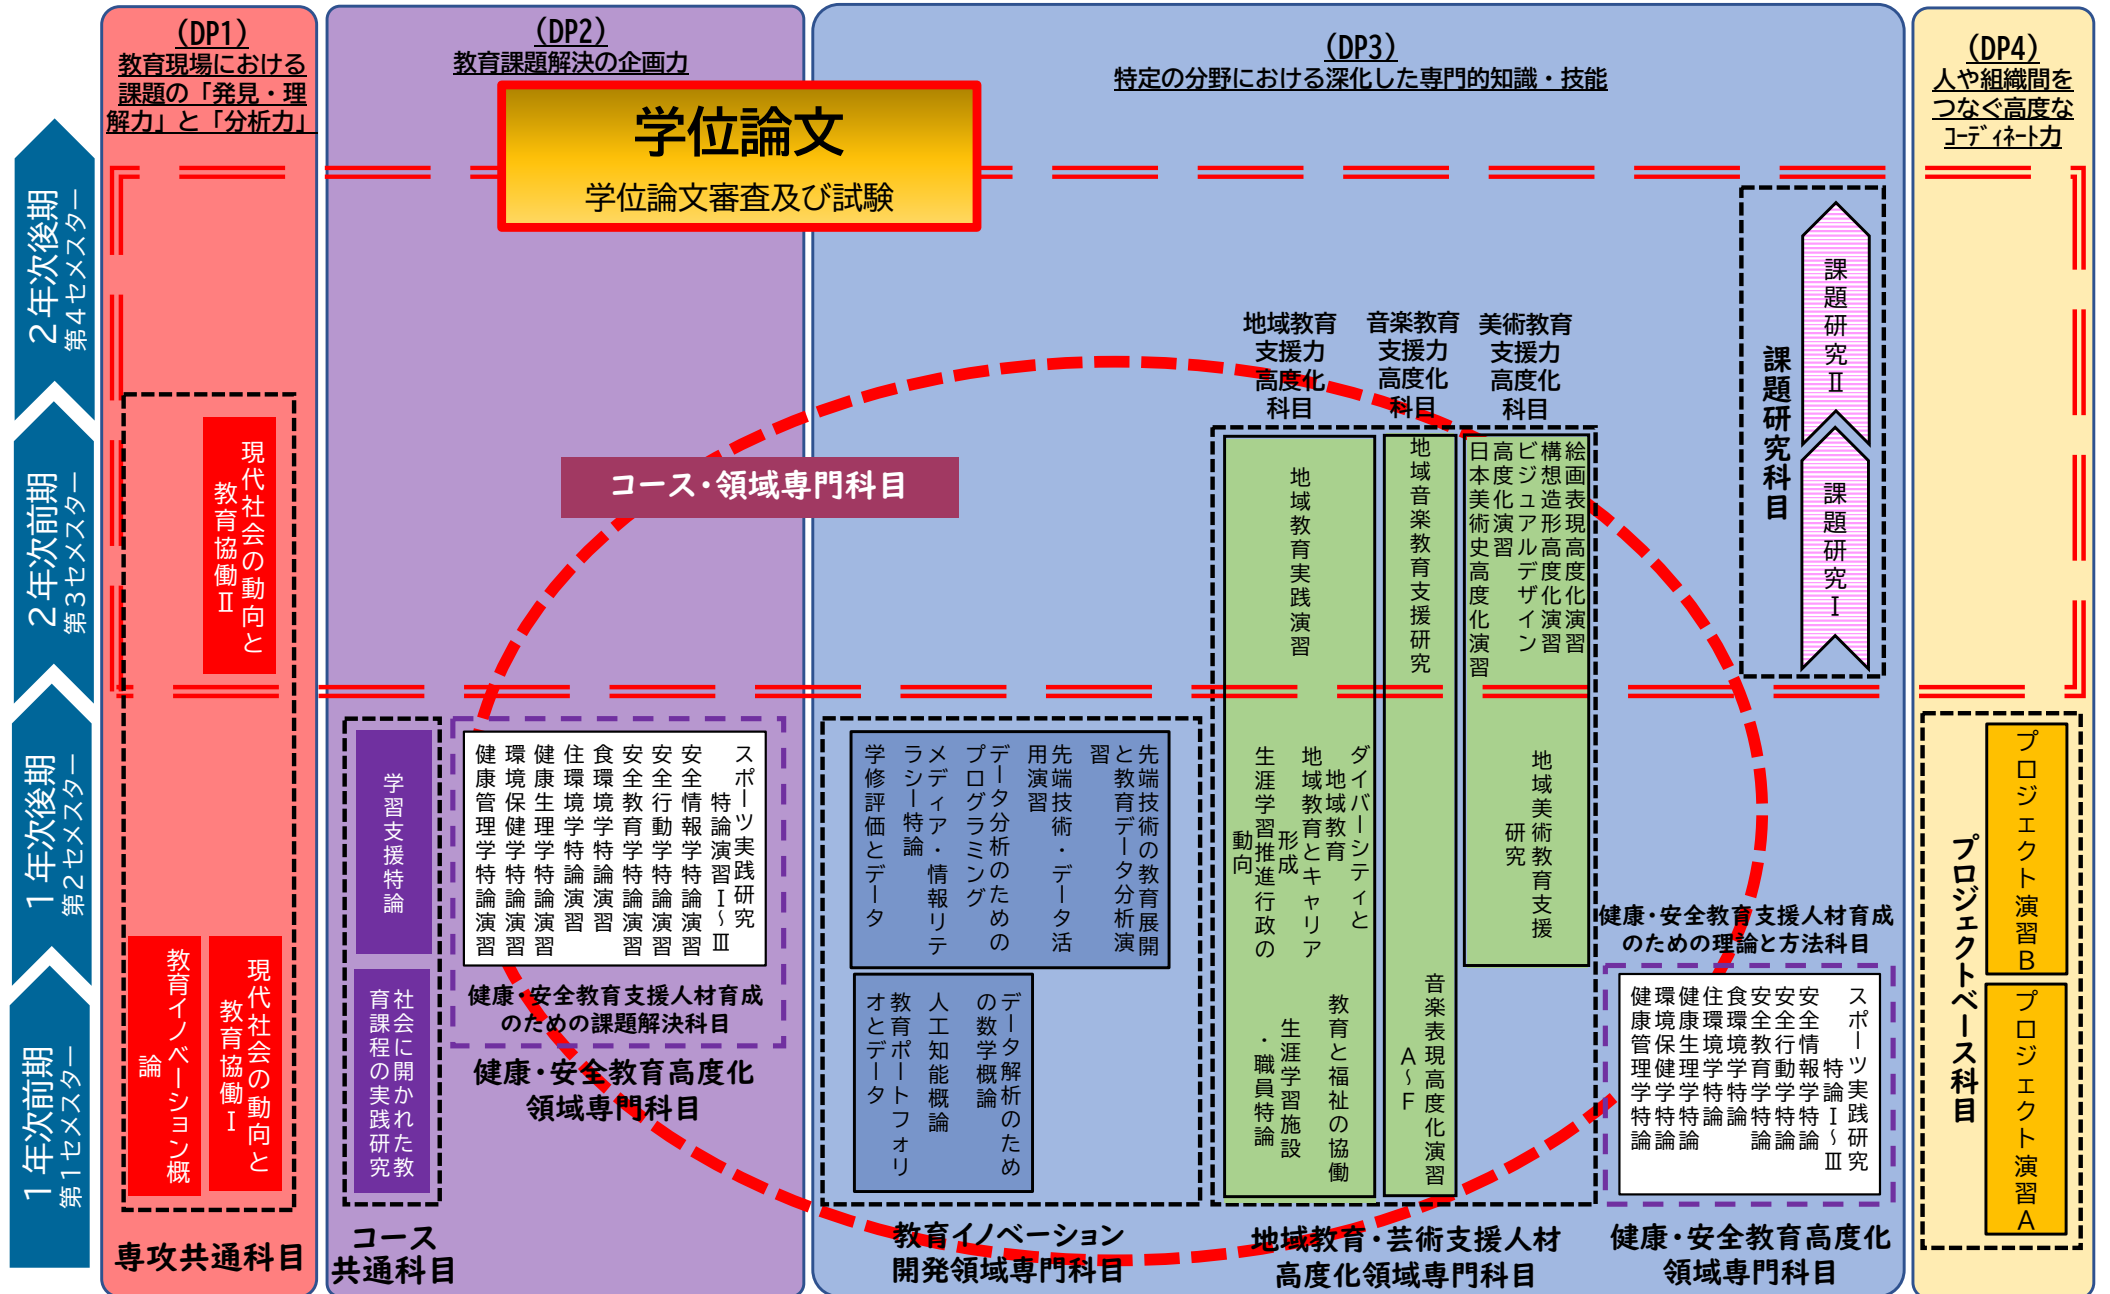 (DP1)
教育現場における
課題の「発見・理
解力」と「分析力」
(DP2)
教育課題解決の企画力
(DP3)
特定の分野における深化した専門的知識・技能
(DP4)
人や組織間を
つなぐ高度な
ｺｰﾃﾞｨﾈｰﾄ力
学位論文
学位論文審査及び試験
２年次後期
第４セメスター
２年次前期
第３セメスター
１年次後期
第２セメスター
１年次前期
第１セメスター
現代社会の動向と
教育協働Ⅱ
現代社会の動向と
教育協働Ⅰ
教育イノベーション概
論
専攻共通科目
学習支援特論
社会に開かれた教
育課程の実践研究
コース
共通科目
コース・領域専門科目
スポーツ実践研究
特論演習Ⅰ～Ⅲ
安全情報学特論演習
安全行動学特論演習
安全教育学特論演習
食環境学特論演習
住環境学特論演習
健康生理学特論演習
環境保健学特論演習
健康管理学特論演習
健康・安全教育支援人材育成
のための課題解決科目
健康・安全教育高度化
領域専門科目
先端技術の教育展開
と教育データ分析演
習
先端技術・データ活
用演習
データ分析のための
プログラミング
メディア・情報リテ
ラシー特論
学修評価とデータ
データ解析のため
の数学概論
人工知能概論
教育ポートフォリ
オとデータ
教育イノベーション
開発領域専門科目
地域教育
支援力
高度化
科目
音楽教育
支援力
高度化
科目
美術教育
支援力
高度化
科目
地域教育実践演習
ダイバーシティと
地域教育
地域教育とキャリア
形成
生涯学習推進行政の
動向
教育と福祉の協働
生涯学習施設
・職員特論
地域音楽教育支援研究
音楽表現高度化演習
Ａ～Ｆ
絵画表現高度化演習
構想造形高度化演習
ビジュアルデザイン
高度化演習
日本美術史高度化演習
地域美術教育支援
研究
地域教育・芸術支援人材
高度化領域専門科目
課題研究科目
課題研究Ⅱ
課題研究Ⅰ
健康・安全教育支援人材育成
のための理論と方法科目
スポーツ実践研究
特論Ⅰ～Ⅲ
安全情報学特論
安全行動学特論
安全教育学特論
食環境学特論
住環境学特論
健康生理学特論
環境保健学特論
健康管理学特論
健康・安全教育高度化
領域専門科目
プロジェクトベース科目
プロジェクト演習Ｂ
プロジェクト演習Ａ